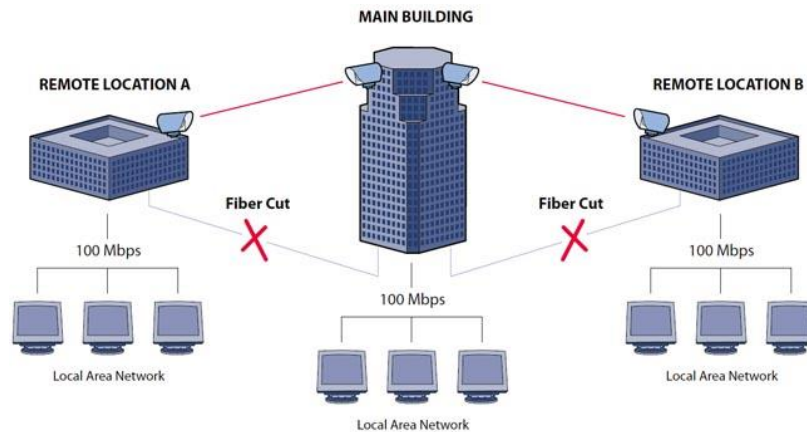 MAIN BUILDING
REMOTE LOCATION A
REMOTE LOCATION B
Fiber Cut
Fiber Cut
100 Mbps
100 Mbps
100 Mbps
Local Area Network
Local Area Network
Local Area Network